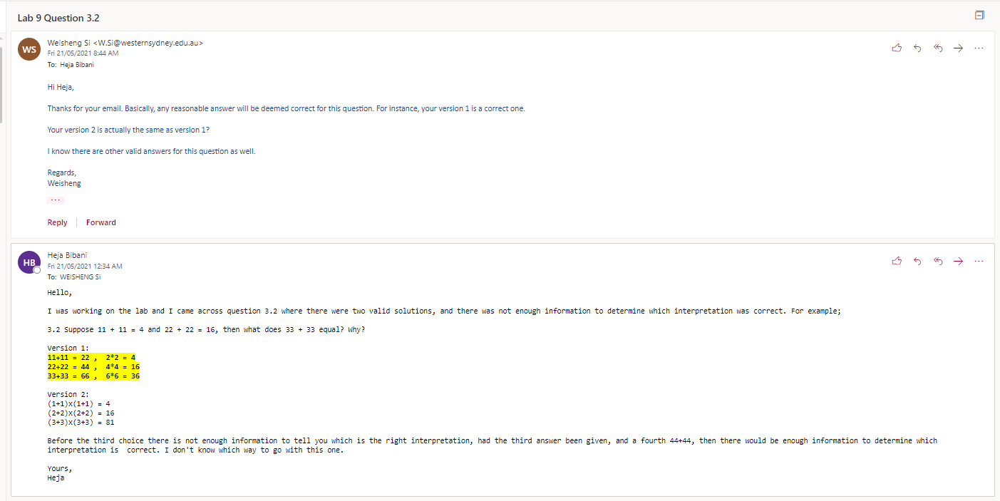 Lab 9 Question 3.2
WS
Weisheng Si <W.Si@westernsydney.edu.au>
Fri 21/05/2021 8:44 AM
To: Heja Bibani
Hi Heja,
Thanks for your email. Basically, any reasonable answer will be deemed correct for this question. For instance, your version 1 is a correct one.
Your version 2 is actually the same as version 1?
I know there are other valid answers for this question as well.
Regards,
Weisheng
...
Reply | Forward
HB
Heja Bibani
Fri 21/05/2021 12:34 AM
To: WEISHENG Si
Hello,
I was working on the lab and I came across question 3.2 where there were two valid solutions, and there was not enough information to determine which interpretation was correct. For example;
3.2 Suppose 11 + 11 = 4 and 22 + 22 = 16, then what does 33 + 33 equal? Why?
Version 1:
11+11 = 22 , 2*2 = 4
22+22 = 44 , 4*4 = 16
33+33 = 66 , 6*6 = 36
Version 2:
(1+1)x(1+1) = 4
(2+2)x(2+2) = 16
(3+3)x(3+3) = 81
Before the third choice there is not enough information to tell you which is the right interpretation, had the third answer been given, and a fourth 44+44, then there would be enough information to determine which
interpretation is correct. I don't know which way to go with this one.
Yours,
Heja